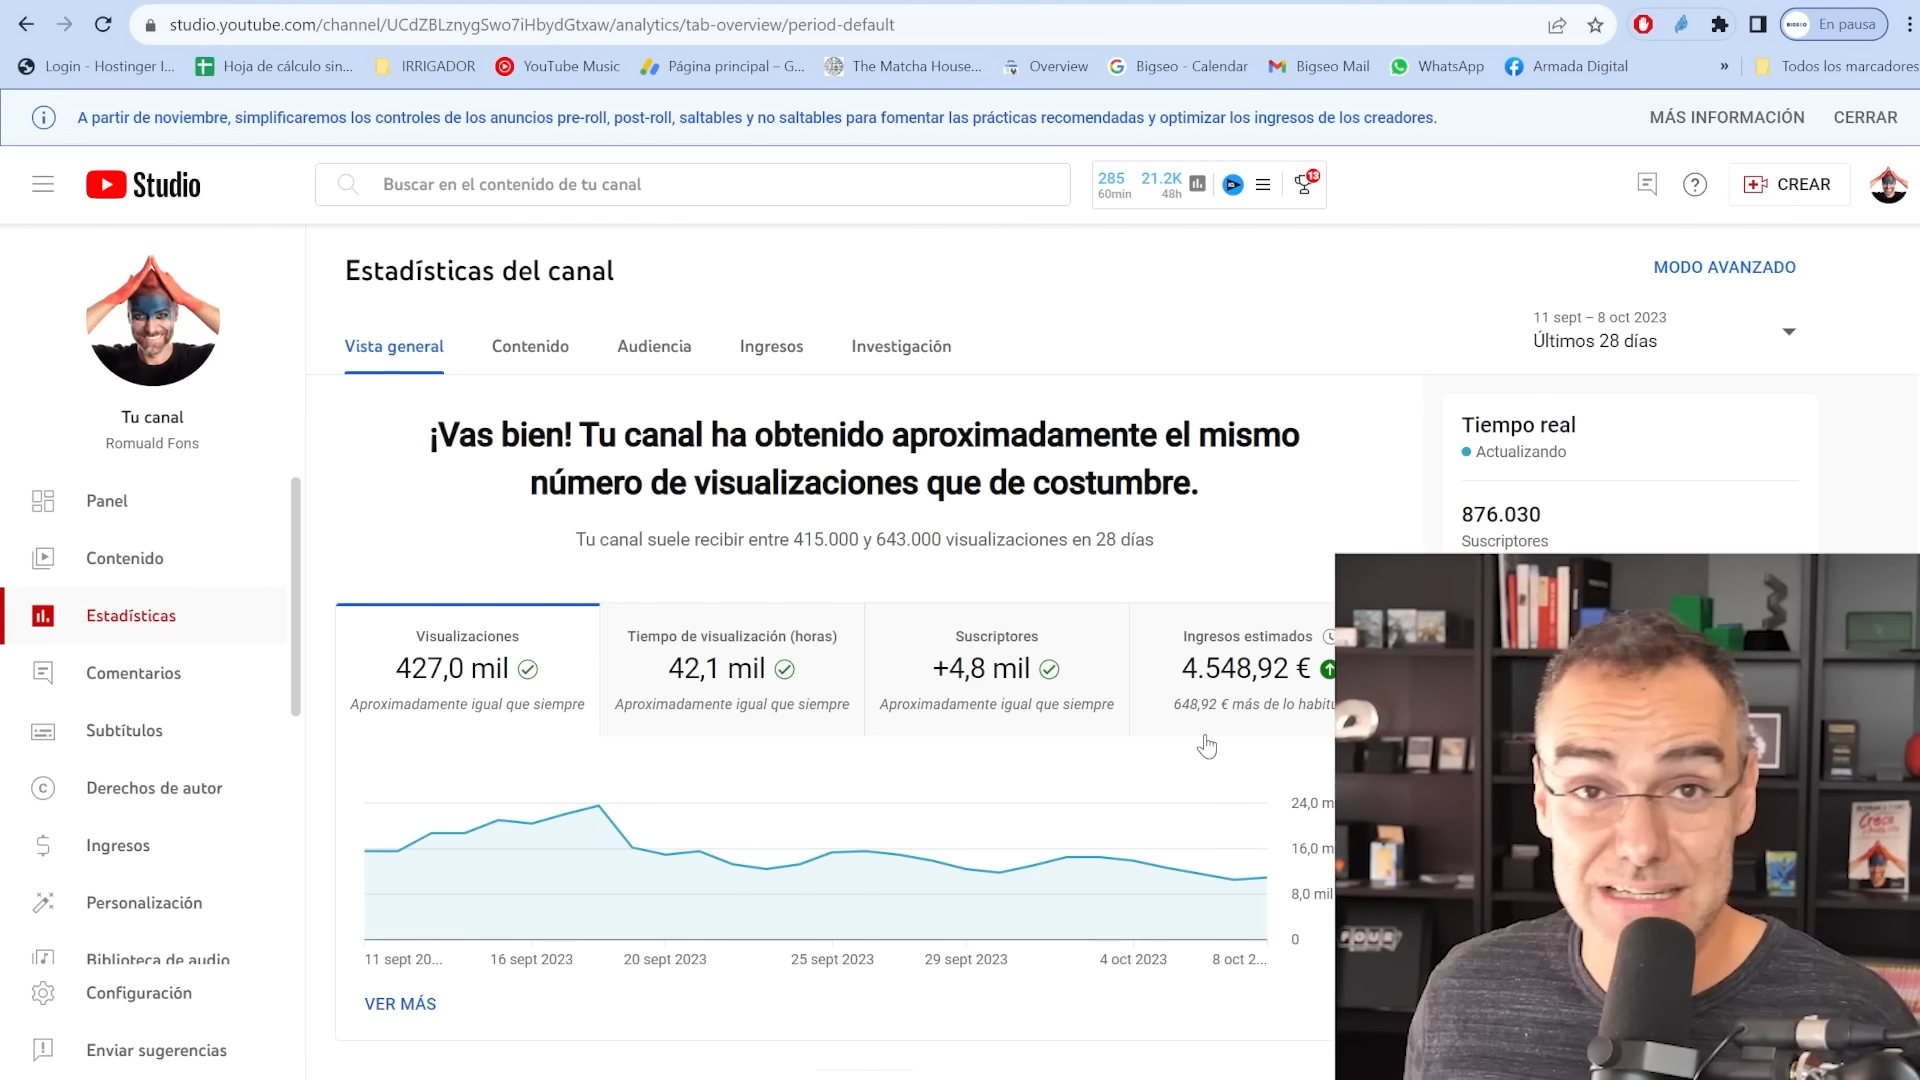 studio.youtube.com/channel/UCdZBLznygSwo7iHbydGtxaw/analytics/tab-overview/period-default
BIGSEO
En pausa
Login - Hostinger I...
Hoja de cálculo sin...
IRRIGADOR
YouTube Music
Página principal – G...
The Matcha House...
Overview
Bigseo - Calendar
Bigseo Mail
WhatsApp
Armada Digital
»
Todos los marcadores
A partir de noviembre, simplificaremos los controles de los anuncios pre-roll, post-roll, saltables y no saltables para fomentar las prácticas recomendadas y optimizar los ingresos de los creadores.
MÁS INFORMACIÓN
CERRAR
Studio
Buscar en el contenido de tu canal
285
60min
21.2K
48h
13
CREAR
Tu canal
Romuald Fons
Panel
Contenido
Estadísticas
Comentarios
Subtítulos
Derechos de autor
Ingresos
Personalización
Biblioteca de audio
Configuración
Enviar sugerencias
Estadísticas del canal
MODO AVANZADO
Vista general
Contenido
Audiencia
Ingresos
Investigación
11 sept – 8 oct 2023
Últimos 28 días
¡Vas bien! Tu canal ha obtenido aproximadamente el mismo
número de visualizaciones que de costumbre.
Tu canal suele recibir entre 415.000 y 643.000 visualizaciones en 28 días
Visualizaciones
427,0 mil
Aproximadamente igual que siempre
Tiempo de visualización (horas)
42,1 mil
Aproximadamente igual que siempre
Suscriptores
+4,8 mil
Aproximadamente igual que siempre
Ingresos estimados
4.548,92 €
648,92 € más de lo habitu
24,0 m
16,0 m
8,0 mil
0
11 sept 20...
16 sept 2023
20 sept 2023
25 sept 2023
29 sept 2023
4 oct 2023
8 oct 2...
VER MÁS
Tiempo real
Actualizando
876.030
Suscriptores